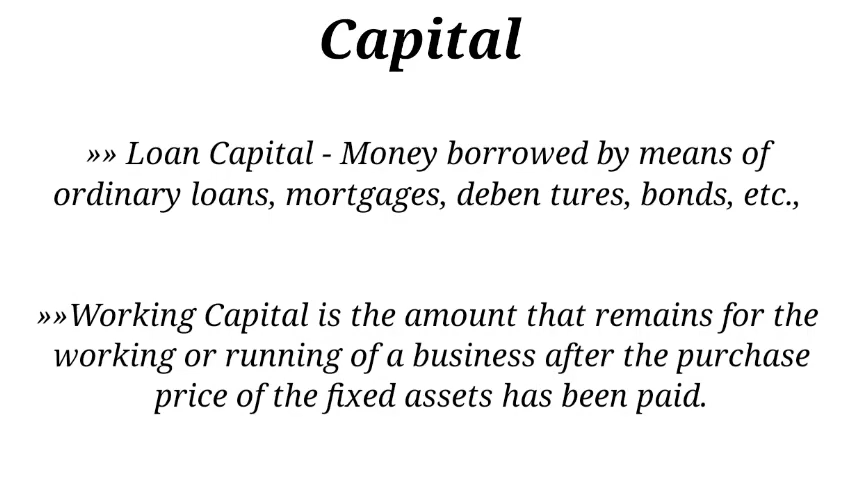 Capital
»» Loan Capital - Money borrowed by means of
ordinary loans, mortgages, deben tures, bonds, etc.,
»»Working Capital is the amount that remains for the
working or running of a business after the purchase
price of the fixed assets has been paid.